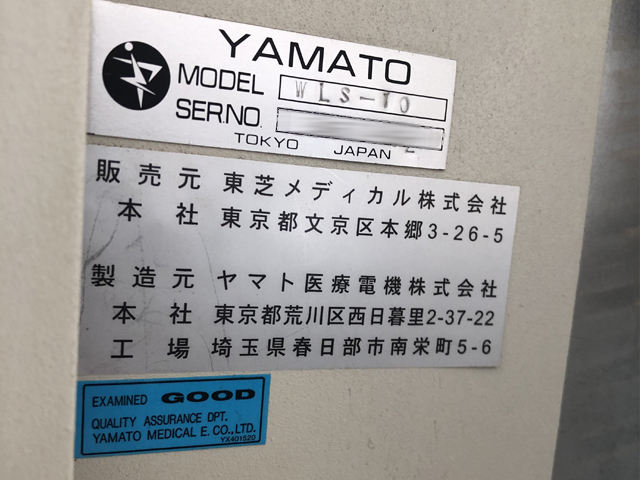 YAMATO
MODEL WLS-TO
SER.NO.
TOKYO JAPAN
販売元 東芝メディカル株式会社
本社 東京都文京区本郷3-26-5
製造元 ヤマト医療電機株式会社
本社 東京都荒川区西日暮里2-37-22
工場 埼玉県春日部市南栄町5-6
EXAMINED GOOD
QUALITY ASSURANCE DPT.
YAMATO MEDICAL E. CO.,LTD.
YX401520